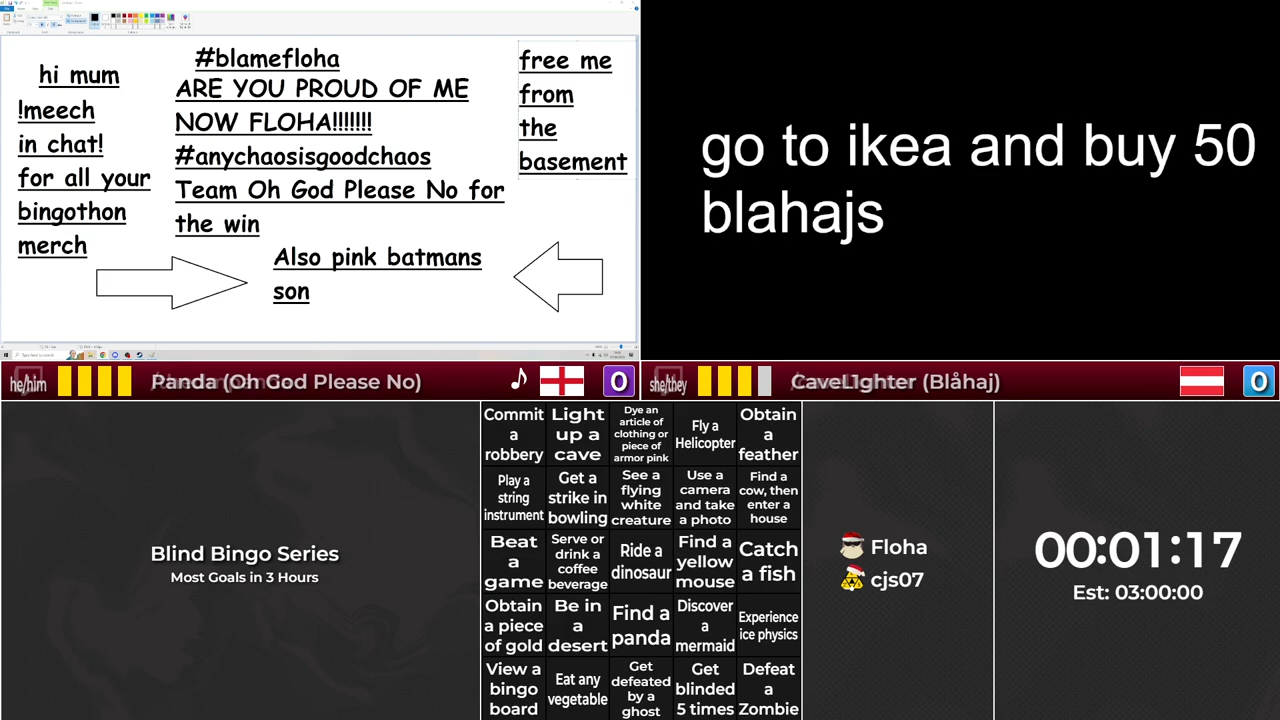 hi mum
!meech
in chat!
for all your
bingothon
merch
#blamefloha
ARE YOU PROUD OF ME
NOW FLOHA!!!!!!!
#anychaosisgoodchaos
Team Oh God Please No for
the win
Also pink batmans
son
free me
from
the
basement
go to ikea and buy 50
blahajs
he/him
(Oh God Please No)
0
she/they
CaveL1ghter (Blåhaj)
0
Blind Bingo Series
Most Goals in 3 Hours
Commit
a
robbery
Light
up a
cave
Dye an
article of
clothing or
piece of
armor pink
Fly a
Helicopter
Obtain
a
feather
Play a
string
instrument
Get a
strike in
bowling
See a
flying
white
creature
Use a
camera
and take
a photo
Find a
cow, then
enter a
house
Beat
a
game
Serve or
drink a
coffee
beverage
Ride a
dinosaur
Find a
yellow
mouse
Catch
a fish
Obtain
a piece
of gold
Be in
a
desert
Find a
panda
Discover
a
mermaid
Experience
ice physics
View a
bingo
board
Eat any
vegetable
Get
defeated
by a
ghost
Get
blinded
5 times
Defeat
a
Zombie
Floha
cjs07
00:01:17
Est: 03:00:00